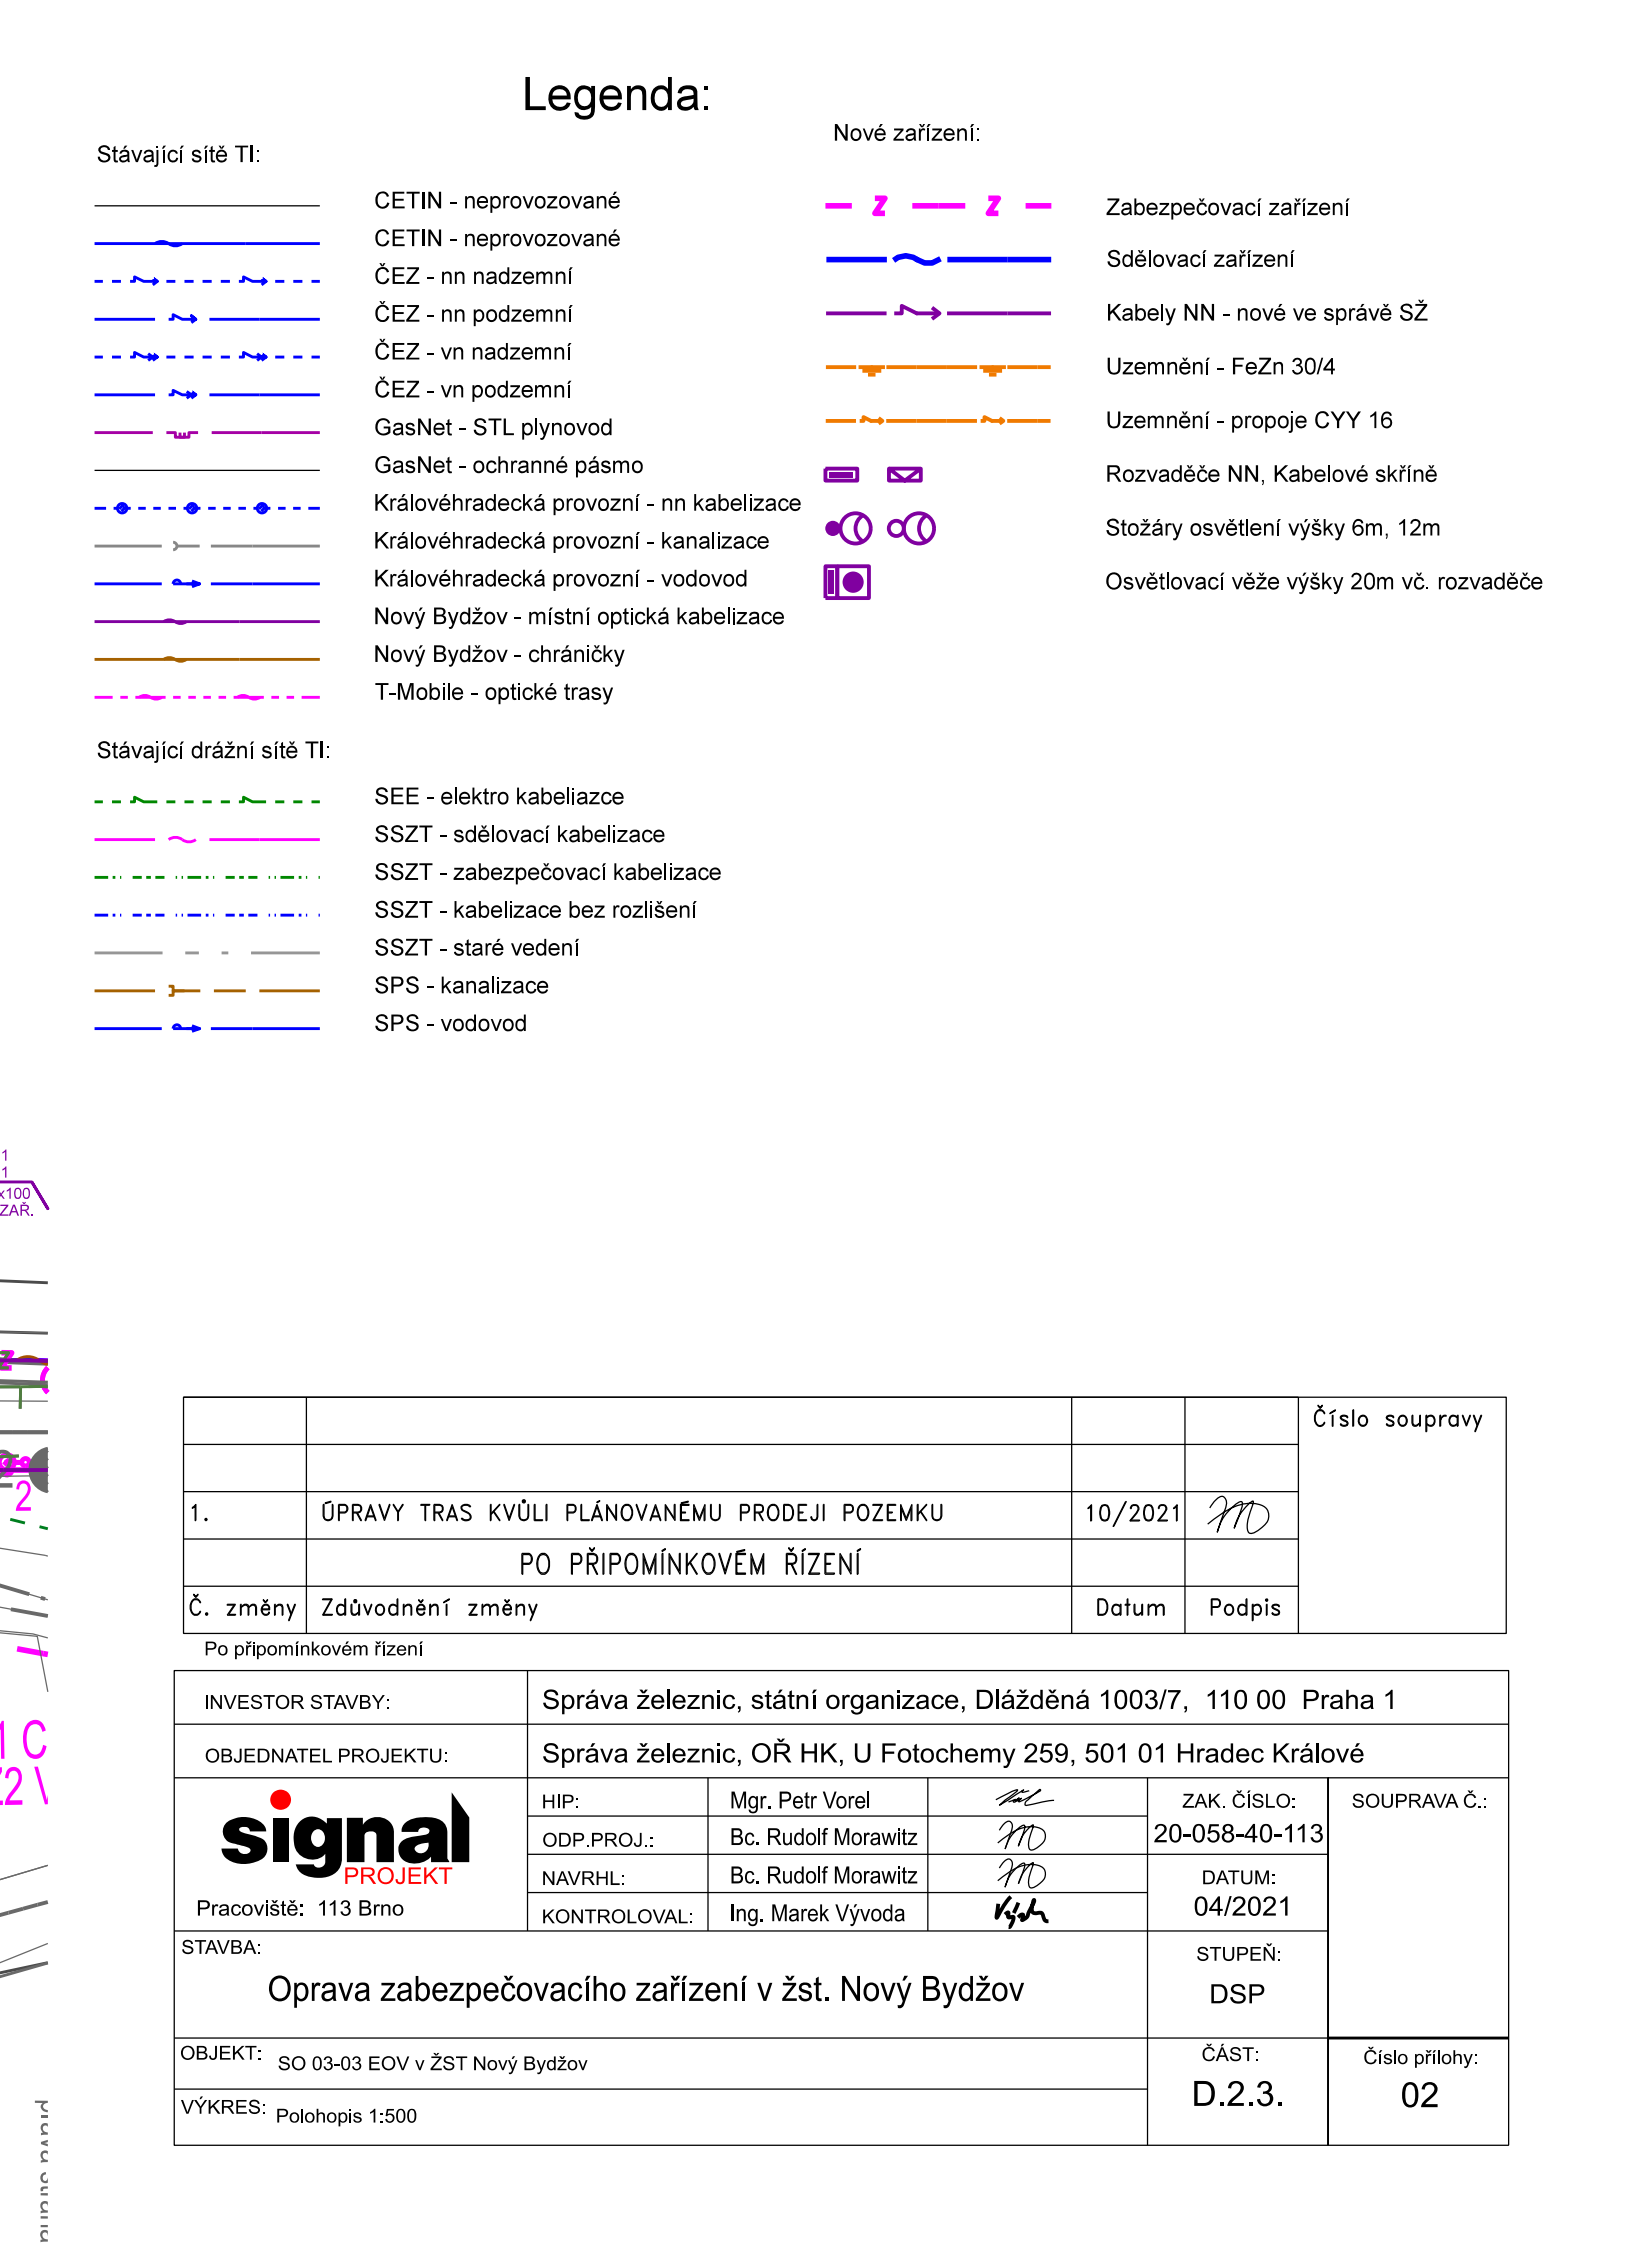 Legenda:
Stávající sítě TI:
CETIN - neprovozované
CETIN - neprovozované
ČEZ - nn nadzemní
ČEZ - nn podzemní
ČEZ - vn nadzemní
ČEZ - vn podzemní
GasNet - STL plynovod
GasNet - ochranné pásmo
Královéhradecká provozní - nn kabelizace
Královéhradecká provozní - kanalizace
Královéhradecká provozní - vodovod
Nový Bydžov - místní optická kabelizace
Nový Bydžov - chráničky
T-Mobile - optické trasy
Stávající drážní sítě TI:
SEE - elektro kabeliazce
SSZT - sdělovací kabelizace
SSZT - zabezpečovací kabelizace
SSZT - kabelizace bez rozlišení
SSZT - staré vedení
SPS - kanalizace
SPS - vodovod
Nové zařízení:
Z Z
Zabezpečovací zařízení
Sdělovací zařízení
Kabely NN - nové ve správě SŽ
Uzemnění - FeZn 30/4
Uzemnění - propoje CYY 16
Rozvaděče NN, Kabelové skříně
Stožáry osvětlení výšky 6m, 12m
Osvětlovací věže výšky 20m vč. rozvaděče
1
1
x100
ZAŘ.
2
1 C
Z2
Číslo soupravy
1. ÚPRAVY TRAS KVŮLI PLÁNOVANÉMU PRODEJI POZEMKU 10/2021
PO PŘIPOMÍNKOVÉM ŘÍZENÍ
Č. změny Zdůvodnění změny Datum Podpis
Po připomínkovém řízení
INVESTOR STAVBY: Správa železnic, státní organizace, Dlážděná 1003/7, 110 00 Praha 1
OBJEDNATEL PROJEKTU: Správa železnic, OŘ HK, U Fotochemy 259, 501 01 Hradec Králové
signal
PROJEKT
Pracoviště: 113 Brno
HIP: Mgr. Petr Vorel
ODP.PROJ.: Bc. Rudolf Morawitz
NAVRHL: Bc. Rudolf Morawitz
KONTROLOVAL: Ing. Marek Vývoda
ZAK. ČÍSLO:
20-058-40-113
DATUM:
04/2021
SOUPRAVA Č.:
STAVBA:
Oprava zabezpečovacího zařízení v žst. Nový Bydžov
STUPEŇ:
DSP
OBJEKT: SO 03-03 EOV v ŽST Nový Bydžov
VÝKRES: Polohopis 1:500
ČÁST:
D.2.3.
Číslo přílohy:
02